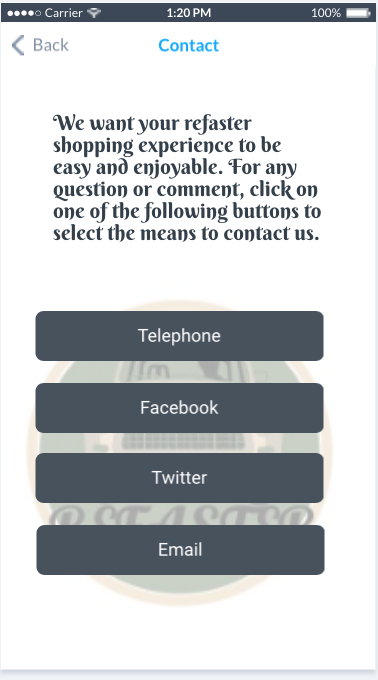 Carrier 1:20 PM 100%
Back Contact
We want your refaster
shopping experience to be
easy and enjoyable. For any
question or comment, click on
one of the following buttons to
select the means to contact us.
Telephone
Facebook
Twitter
REFASTER
Email